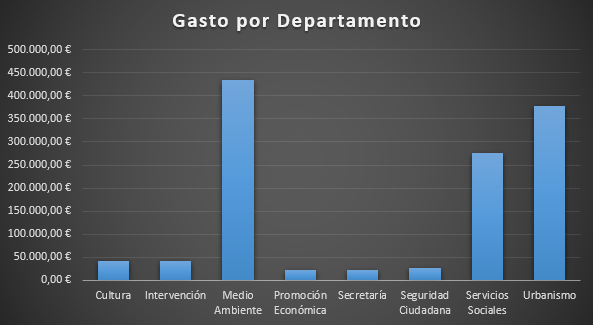 Gasto por Departamento
500.000,00 €
450.000,00 €
400.000,00 €
350.000,00 €
300.000,00 €
250.000,00 €
200.000,00 €
150.000,00 €
100.000,00 €
50.000,00 €
0,00 €
Cultura
Intervención
Medio
Ambiente
Promoción
Económica
Secretaría
Seguridad
Ciudadana
Servicios
Sociales
Urbanismo